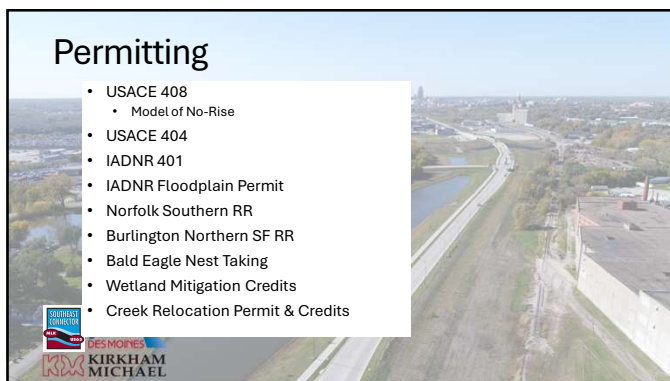 Permitting
• USACE 408
• Model of No-Rise
• USACE 404
• IADNR 401
• IADNR Floodplain Permit
• Norfolk Southern RR
• Burlington Northern SF RR
• Bald Eagle Nest Taking
• Wetland Mitigation Credits
• Creek Relocation Permit & Credits
SOUTHEAST
CONNECTOR
MLK
US65
DES MOINES
KIRKHAM
MICHAEL